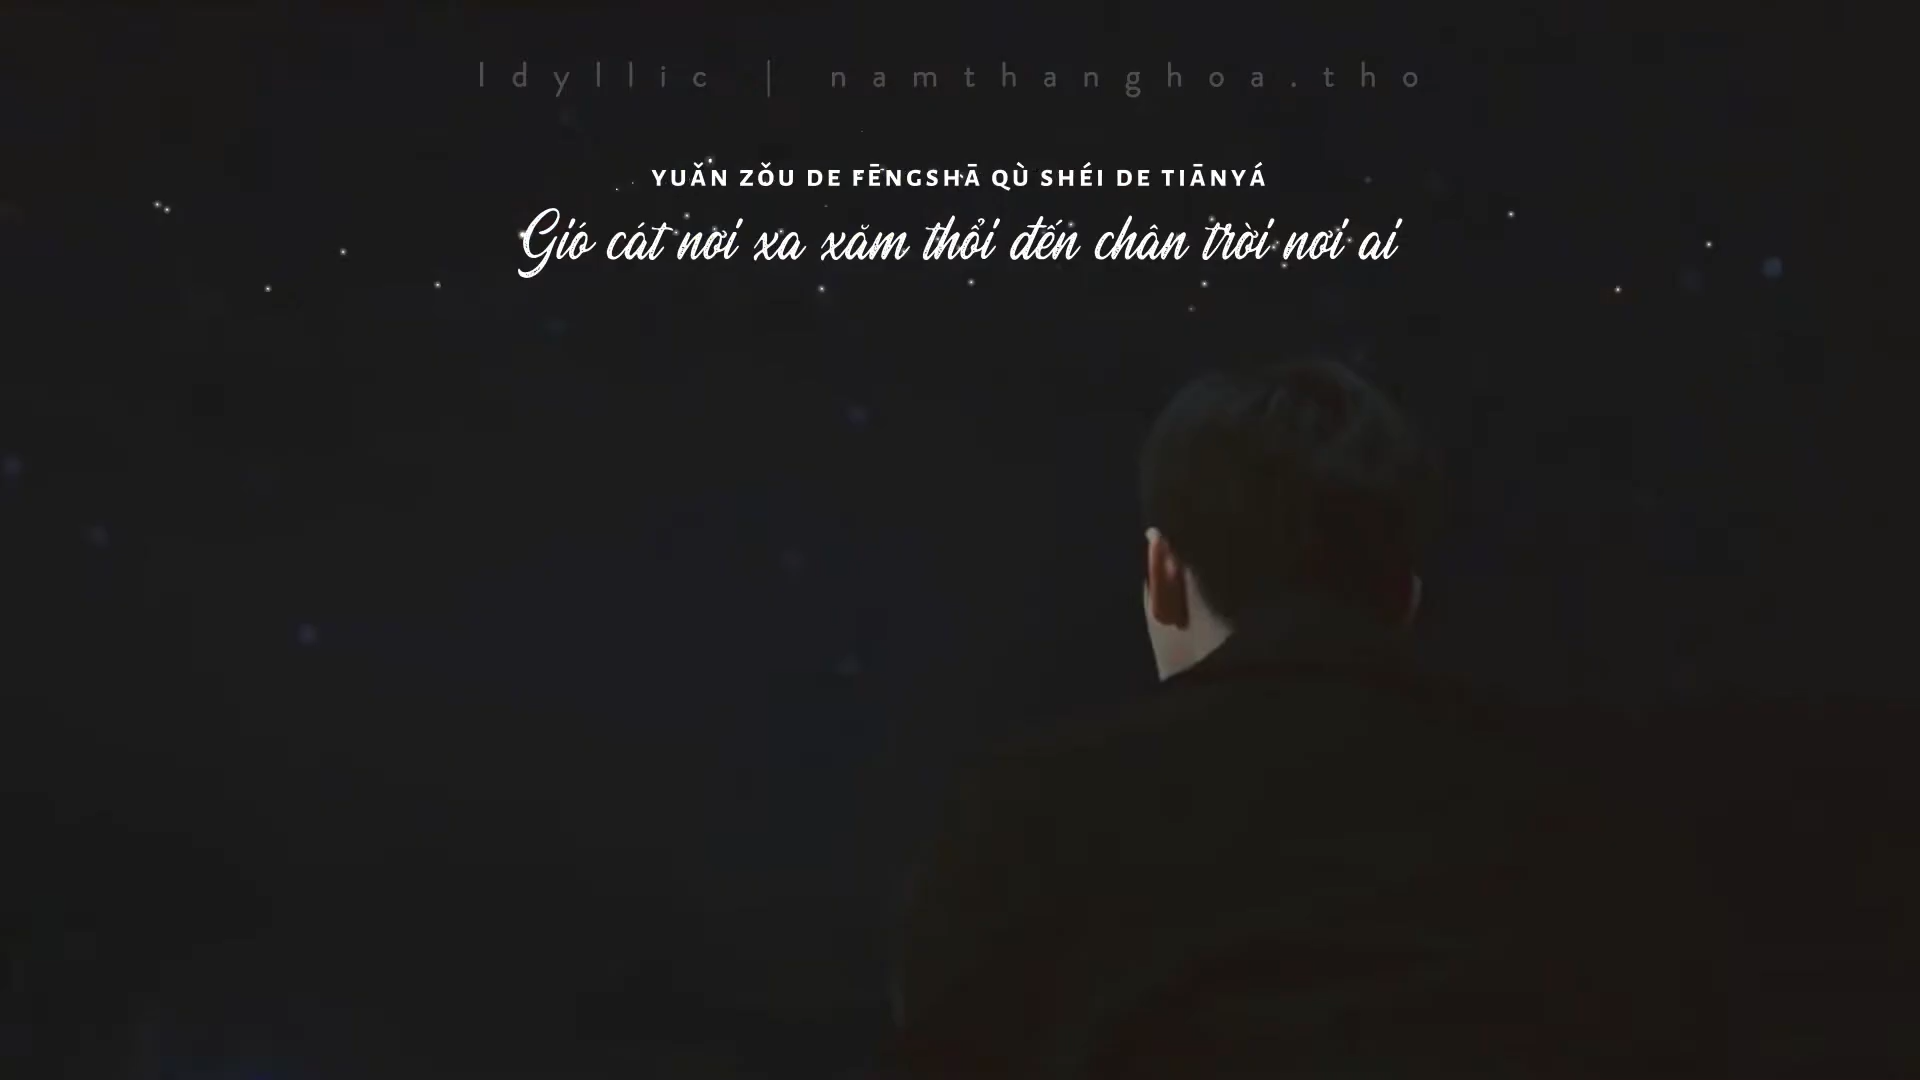 Idyllic | namthanghoa.tho
YUǍN ZǑU DE FĒNGSHĀ QÙ SHÉI DE TIĀNYÁ
Gió cát nơi xa xăm thổi đến chân trời nơi ai